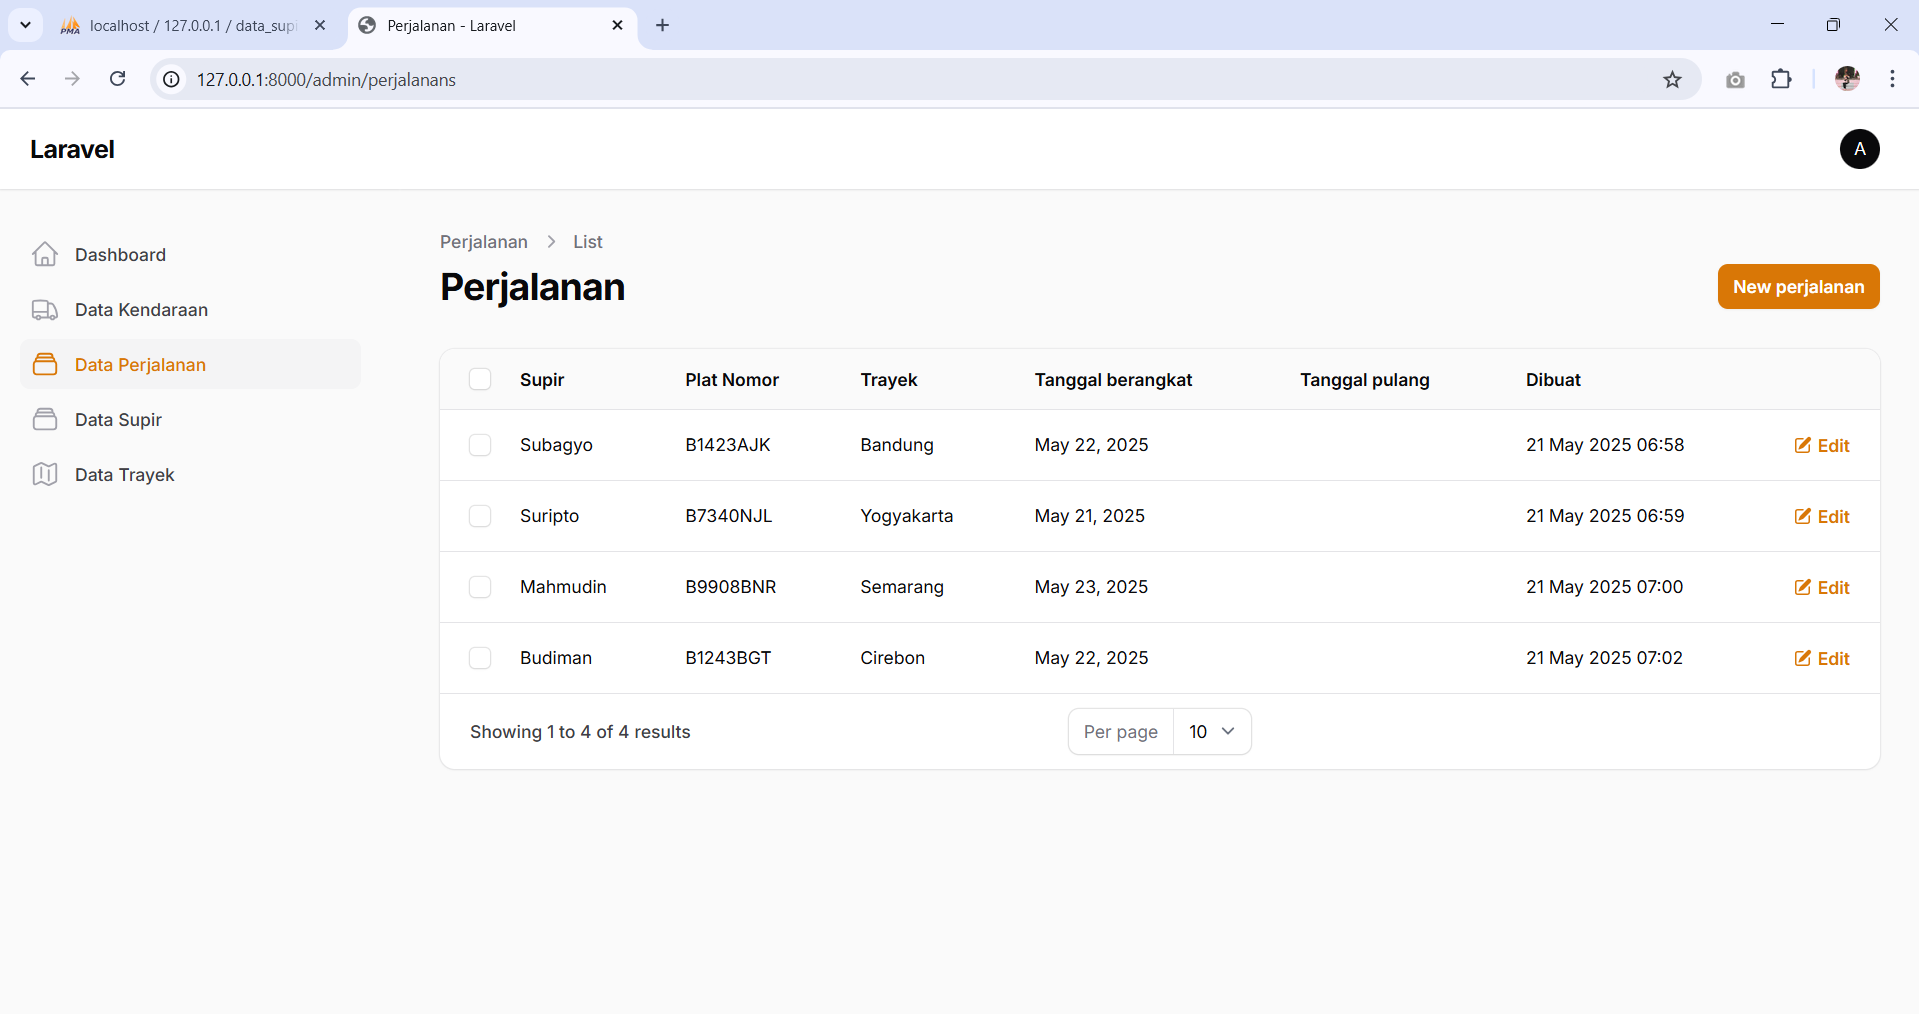 localhost / 127.0.0.1 / data_supi
Perjalanan - Laravel
127.0.0.1:8000/admin/perjalanans
Laravel
A
Dashboard
Data Kendaraan
Data Perjalanan
Data Supir
Data Trayek
Perjalanan > List
Perjalanan
New perjalanan
Supir Plat Nomor Trayek Tanggal berangkat Tanggal pulang Dibuat
Subagyo B1423AJK Bandung May 22, 2025 21 May 2025 06:58 Edit
Suripto B7340NJL Yogyakarta May 21, 2025 21 May 2025 06:59 Edit
Mahmudin B9908BNR Semarang May 23, 2025 21 May 2025 07:00 Edit
Budiman B1243BGT Cirebon May 22, 2025 21 May 2025 07:02 Edit
Showing 1 to 4 of 4 results Per page 10